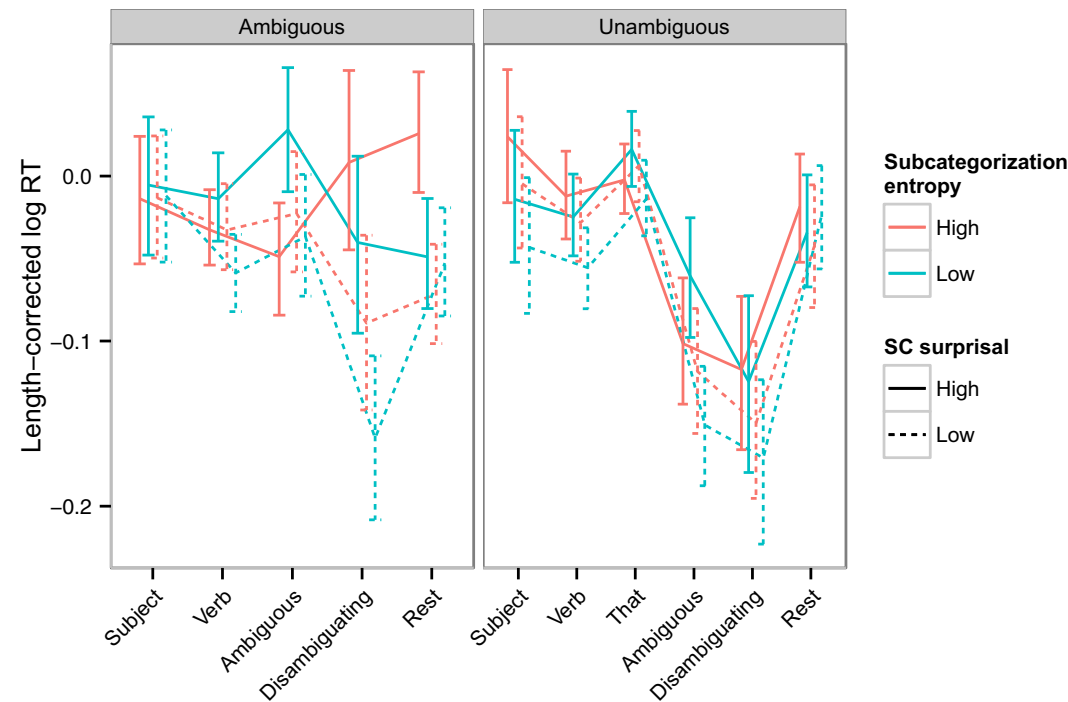 Ambiguous
Unambiguous
Length−corrected log RT
0.0
−0.1
−0.2
Subject
Verb
Ambiguous
Disambiguating
Rest
Subject
Verb
That
Ambiguous
Disambiguating
Rest
Subcategorization
entropy
High
Low
SC surprisal
High
Low